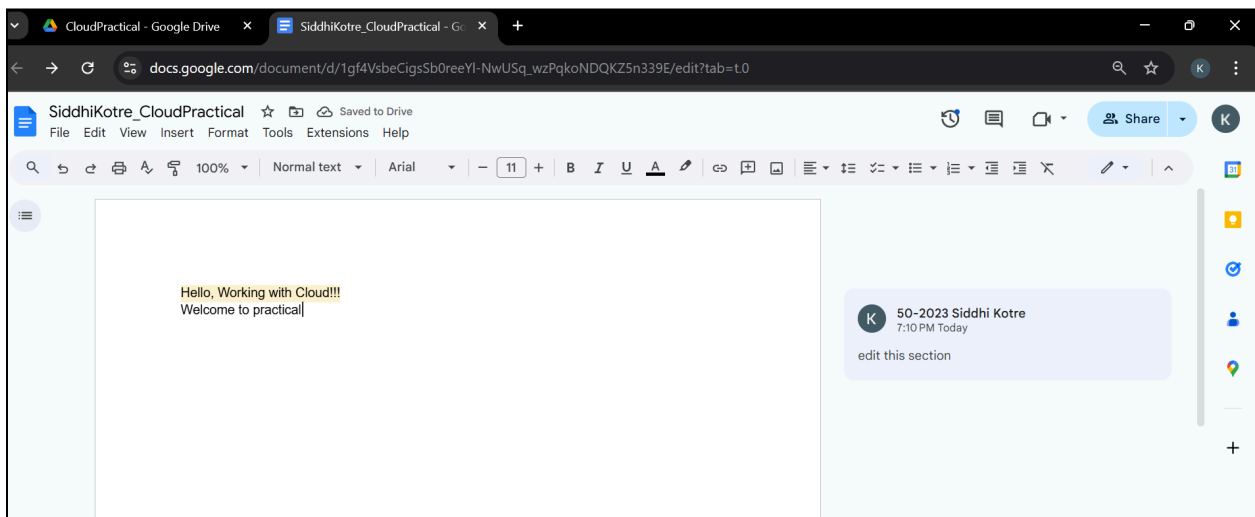 CloudPractical - Google Drive
SiddhiKotre_CloudPractical - Go
docs.google.com/document/d/1gf4VsbeCigsSb0reeYl-NwUSq_wzPqkoNDQKZ5n339E/edit?tab=t.0
K
SiddhiKotre_CloudPractical
Saved to Drive
File Edit View Insert Format Tools Extensions Help
Share
K
100% Normal text Arial 11 B I U A
31
Hello, Working with Cloud!!!
Welcome to practical
K
50-2023 Siddhi Kotre
7:10 PM Today
edit this section